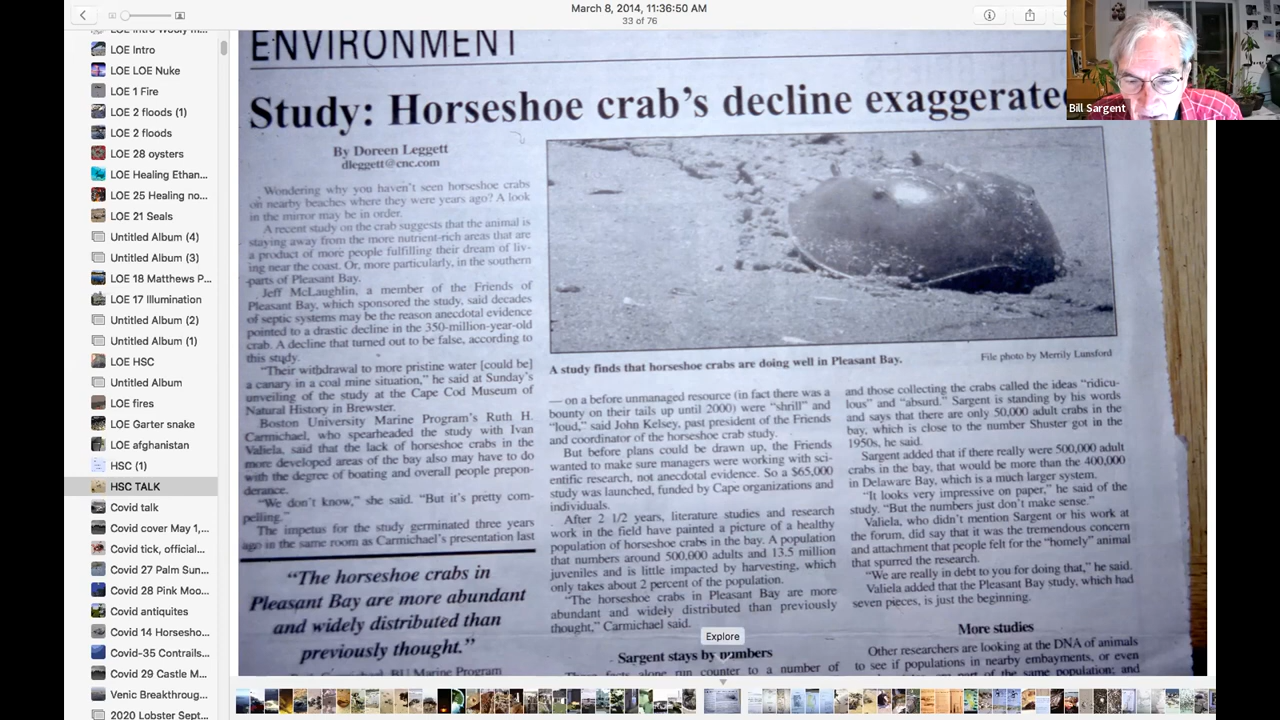 March 8, 2014, 11:36:50 AM
33 of 76
Bill Sargent
LOE Intro
LOE LOE Nuke
LOE 1 Fire
LOE 2 floods (1)
LOE 2 floods
LOE 28 oysters
LOE Healing Ethan...
LOE 25 Healing no...
LOE 21 Seals
Untitled Album (4)
Untitled Album (3)
LOE 18 Matthews P...
LOE 17 Illumination
Untitled Album (2)
Untitled Album (1)
LOE HSC
Untitled Album
LOE fires
LOE Garter snake
LOE afghanistan
HSC (1)
HSC TALK
Covid talk
Covid cover May 1,...
Covid tick, official...
Covid 27 Palm Sun...
Covid 28 Pink Moo...
Covid antiquites
Covid 14 Horsesho...
Covid-35 Contrails...
Covid 29 Castle M...
Venic Breakthroug...
2020 Lobster Sept...
ENVIRONMENT
Study: Horseshoe crab's decline exaggerate
By Doreen Leggett
dleggett@cnc.com
Wondering why you haven't seen horseshoe crabs
on nearby beaches where they were years ago? A look
in the mirror may be in order.
A recent study on the crab suggests that the animal is
staying away from the more nutrient-rich areas that are
a product of more people fulfilling their dream of liv-
ing near the coast. Or, more particularly, in the southern
parts of Pleasant Bay.
Jeff McLaughlin, a member of the Friends of
Pleasant Bay, which sponsored the study, said decades
of septic systems may be the reason anecdotal evidence
pointed to a drastic decline in the 350-million-year-old
crab. A decline that turned out to be false, according to
this study.
"Their withdrawal to more pristine water [could be]
a canary in a coal mine situation," he said at Sunday's
unveiling of the study at the Cape Cod Museum of
Natural History in Brewster.
Boston University Marine Program's Ruth H.
Carmichael, who spearheaded the study with Ivan
Valiela, said that the lack of horseshoe crabs in the
more developed areas of the bay also may have to do
with the degree of boating and overall people prepon-
derance.
"We don't know," she said. "But it's pretty com-
pelling."
The impetus for the study germinated three years
ago in the same room as Carmichael's presentation last
"The horseshoe crabs in
Pleasant Bay are more abundant
and widely distributed than
previously thought."
BU Marine Program
A study finds that horseshoe crabs are doing well in Pleasant Bay.
File photo by Merrily Lunsford
— on a before unmanaged resource (in fact there was a
bounty on their tails up until 2000) were "shrill" and
"loud," said John Kelsey, past president of the Friends
and coordinator of the horseshoe crab study.
But before plans could be drawn up, the Friends
wanted to make sure managers were working with sci-
entific research, not anecdotal evidence. So a $65,000
study was launched, funded by Cape organizations and
individuals.
After 2 1/2 years, literature studies and research
work in the field have painted a picture of a healthy
population of horseshoe crabs in the bay. A population
that numbers around 500,000 adults and 13.5 million
juveniles and is little impacted by harvesting, which
only takes about 2 percent of the population.
"The horseshoe crabs in Pleasant Bay are more
abundant and widely distributed than previously
thought," Carmichael said.
Explore
Sargent stays by numbers
facts alone run counter to a number of
and those collecting the crabs called the ideas "ridicu-
lous" and "absurd." Sargent is standing by his words
and says that there are only 50,000 adult crabs in the
bay, which is close to the number Shuster got in the
1950s, he said.
Sargent added that if there really were 500,000 adult
crabs in the bay, that would be more than the 400,000
in Delaware Bay, which is a much larger system.
"It looks very impressive on paper," he said of the
study. "But the numbers just don't make sense."
Valiela, who didn't mention Sargent or his work at
the forum, did say that it was the tremendous concern
and attachment that people felt for the "homely" animal
that spurred the research.
"We are really in debt to you for doing that," he said.
Valiela added that the Pleasant Bay study, which had
seven pieces, is just the beginning.
More studies
Other researchers are looking at the DNA of animals
to see if populations in nearby embayments, or even
part of the same population; and